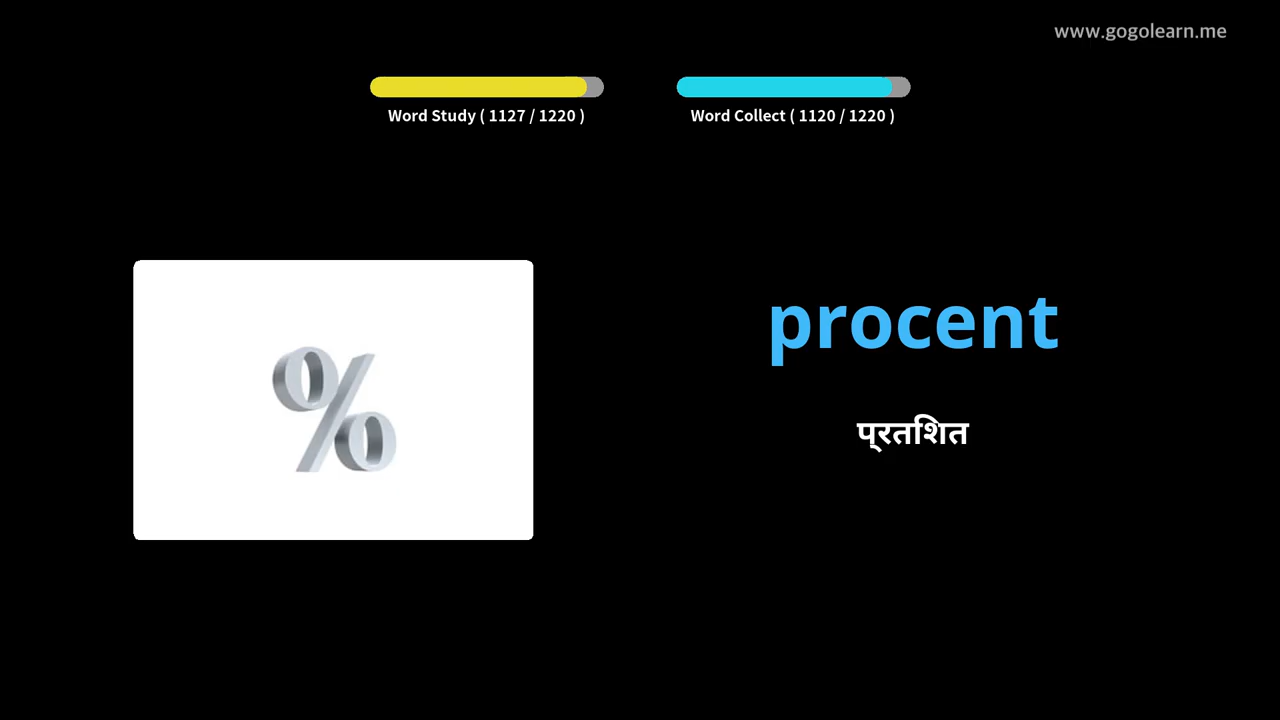 www.gogolearn.me
Word Study ( 1127 / 1220 )
Word Collect ( 1120 / 1220 )
%
procent
प्रतिशत